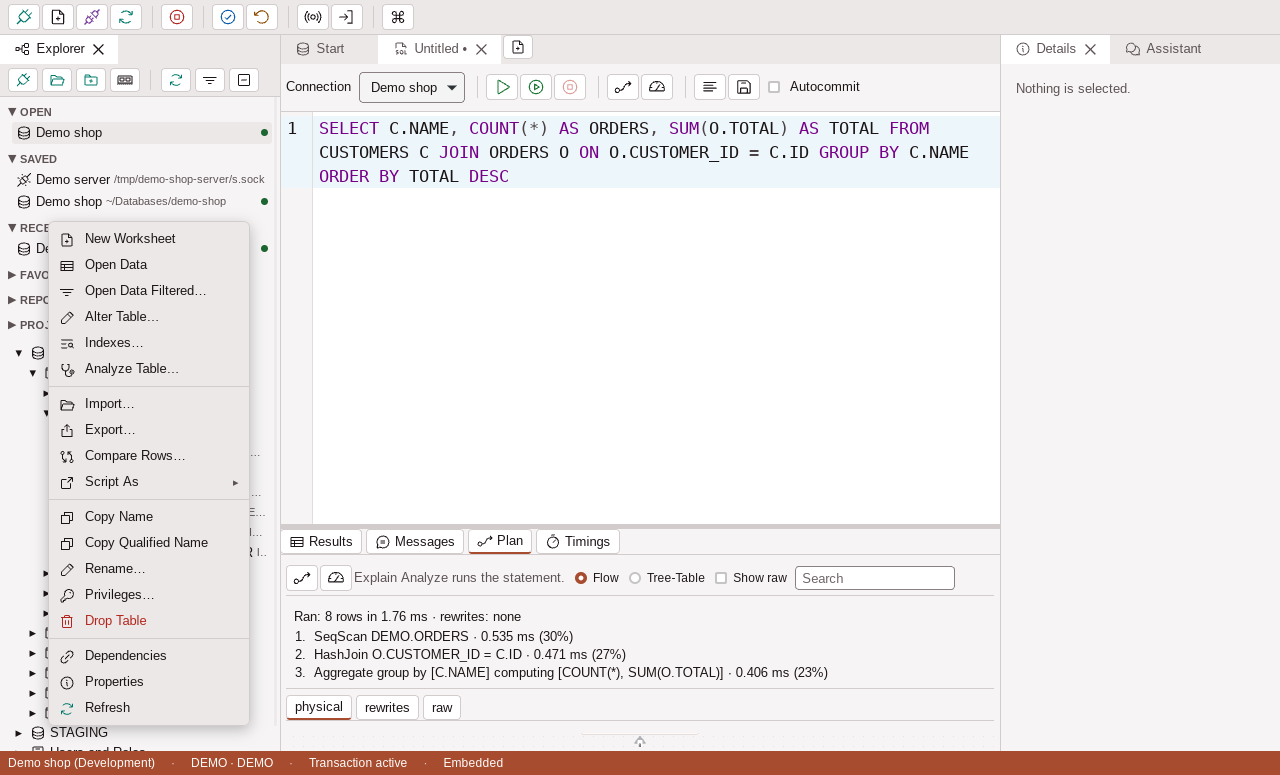 Explorer
Start
Untitled •
Details
Assistant
Connection
Demo shop
Autocommit
Nothing is selected.
OPEN
Demo shop
SAVED
Demo server /tmp/demo-shop-server/s.sock
Demo shop ~/Databases/demo-shop
1
SELECT C.NAME, COUNT(*) AS ORDERS, SUM(O.TOTAL) AS TOTAL FROM
CUSTOMERS C JOIN ORDERS O ON O.CUSTOMER_ID = C.ID GROUP BY C.NAME
ORDER BY TOTAL DESC
New Worksheet
Open Data
Open Data Filtered…
Alter Table…
Indexes…
Analyze Table…
Import…
Export…
Compare Rows…
Script As
Copy Name
Copy Qualified Name
Rename…
Privileges…
Drop Table
Dependencies
Properties
Refresh
STAGING
Results
Messages
Plan
Timings
Explain Analyze runs the statement.
Flow
Tree-Table
Show raw
Search
Ran: 8 rows in 1.76 ms · rewrites: none
1. SeqScan DEMO.ORDERS · 0.535 ms (30%)
2. HashJoin O.CUSTOMER_ID = C.ID · 0.471 ms (27%)
3. Aggregate group by [C.NAME] computing [COUNT(*), SUM(O.TOTAL)] · 0.406 ms (23%)
physical
rewrites
raw
Demo shop (Development) · DEMO · DEMO · Transaction active · Embedded